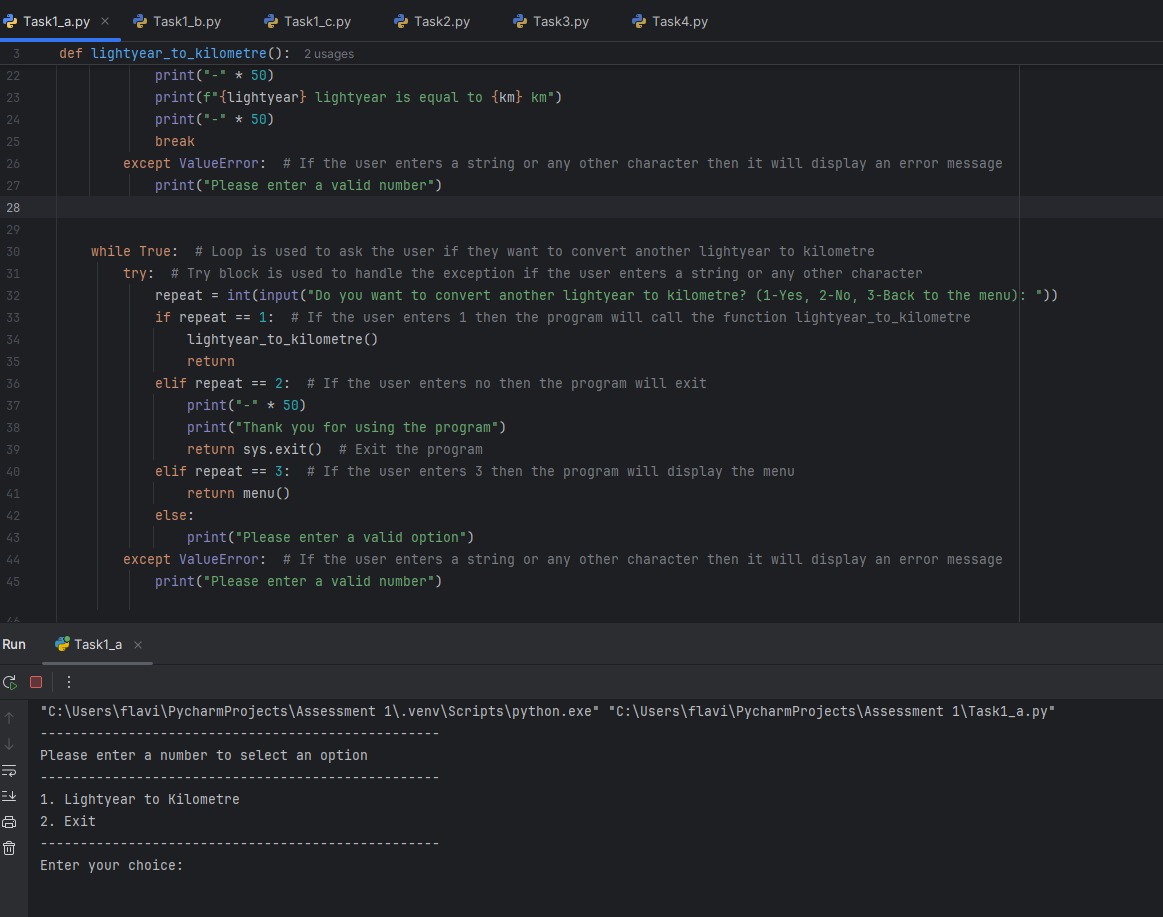 Task1_a.py × Task1_b.py Task1_c.py Task2.py Task3.py Task4.py
3 def lightyear_to_kilometre(): 2 usages
22 print("-" * 50)
23 print(f"{lightyear} lightyear is equal to {km} km")
24 print("-" * 50)
25 break
26 except ValueError: # If the user enters a string or any other character then it will display an error message
27 print("Please enter a valid number")
28
29
30 while True: # Loop is used to ask the user if they want to convert another lightyear to kilometre
31 try: # Try block is used to handle the exception if the user enters a string or any other character
32 repeat = int(input("Do you want to convert another lightyear to kilometre? (1-Yes, 2-No, 3-Back to the menu): "))
33 if repeat == 1: # If the user enters 1 then the program will call the function lightyear_to_kilometre
34 lightyear_to_kilometre()
35 return
36 elif repeat == 2: # If the user enters no then the program will exit
37 print("-" * 50)
38 print("Thank you for using the program")
39 return sys.exit() # Exit the program
40 elif repeat == 3: # If the user enters 3 then the program will display the menu
41 return menu()
42 else:
43 print("Please enter a valid option")
44 except ValueError: # If the user enters a string or any other character then it will display an error message
45 print("Please enter a valid number")
46
Run Task1_a ×
"C:\Users\flavi\PycharmProjects\Assessment 1\.venv\Scripts\python.exe" "C:\Users\flavi\PycharmProjects\Assessment 1\Task1_a.py"
--------------------------------------------------
Please enter a number to select an option
--------------------------------------------------
1. Lightyear to Kilometre
2. Exit
--------------------------------------------------
Enter your choice: